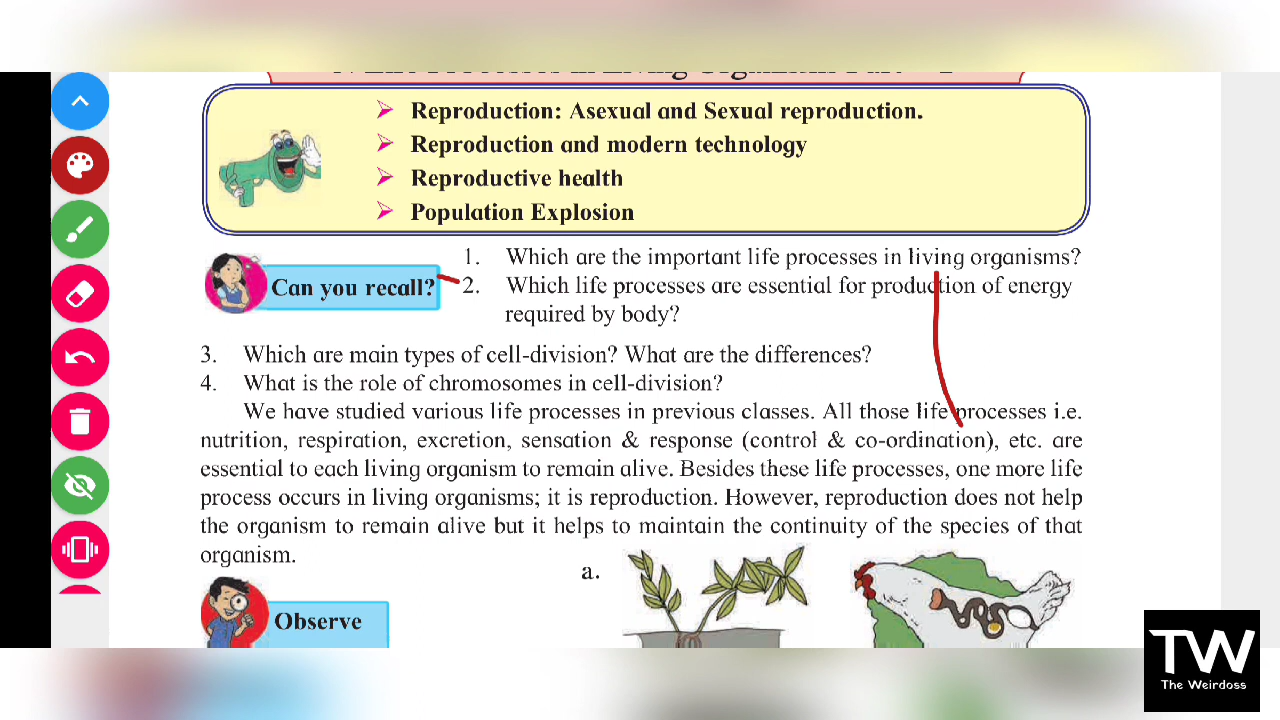 Life Processes in Living Organisms Part - 
Reproduction: Asexual and Sexual reproduction.
Reproduction and modern technology
Reproductive health
Population Explosion
Can you recall?
1. Which are the important life processes in living organisms?
2. Which life processes are essential for production of energy
required by body?
3. Which are main types of cell-division? What are the differences?
4. What is the role of chromosomes in cell-division?
We have studied various life processes in previous classes. All those life processes i.e.
nutrition, respiration, excretion, sensation & response (control & co-ordination), etc. are
essential to each living organism to remain alive. Besides these life processes, one more life
process occurs in living organisms; it is reproduction. However, reproduction does not help
the organism to remain alive but it helps to maintain the continuity of the species of that
organism.
a.
Observe
TW
The Weirdoss